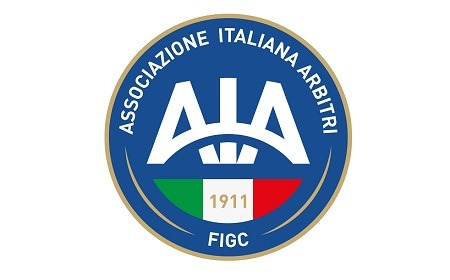 ASSOCIAZIONE ITALIANA ARBITRI
AIA
1911
FIGC